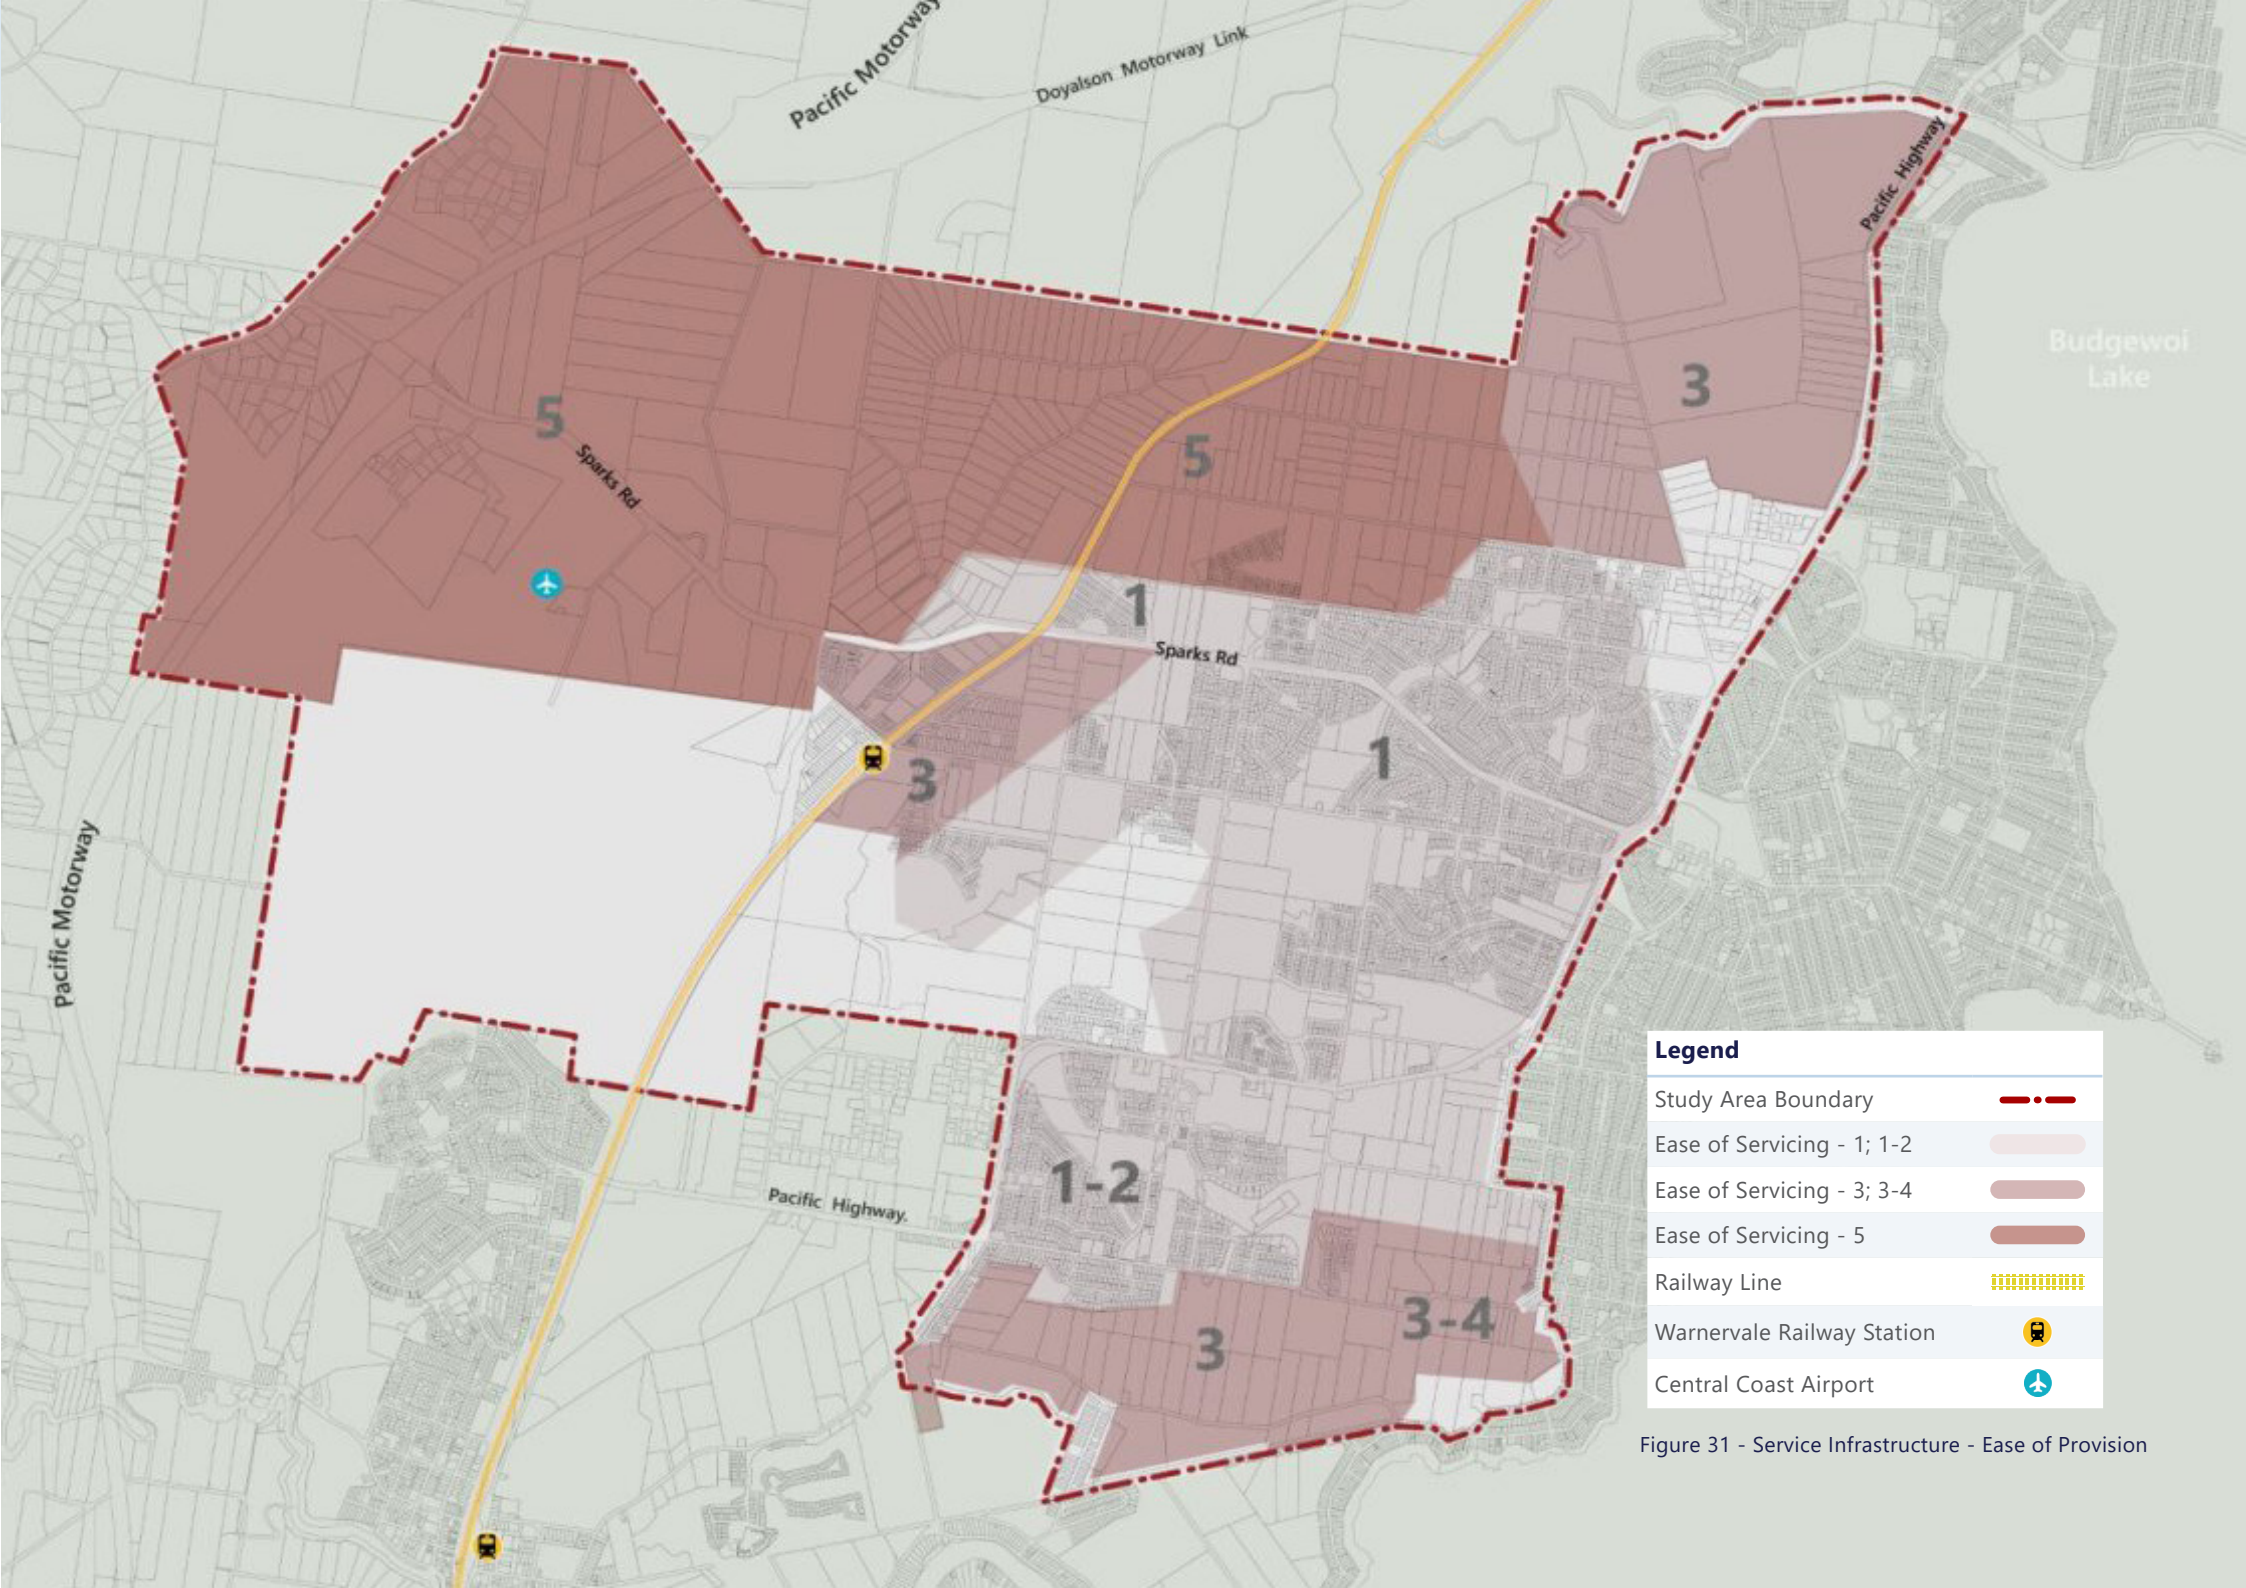 Pacific Motorway
Doyalson Motorway Link
Pacific Highway
Budgewoi
Lake
3
5
Sparks Rd
5
1
Sparks Rd
1
3
Pacific Motorway
1-2
Pacific Highway.
3-4
3
Legend
Study Area Boundary
Ease of Servicing - 1; 1-2
Ease of Servicing - 3; 3-4
Ease of Servicing - 5
Railway Line
Warnervale Railway Station
Central Coast Airport
Figure 31 - Service Infrastructure - Ease of Provision